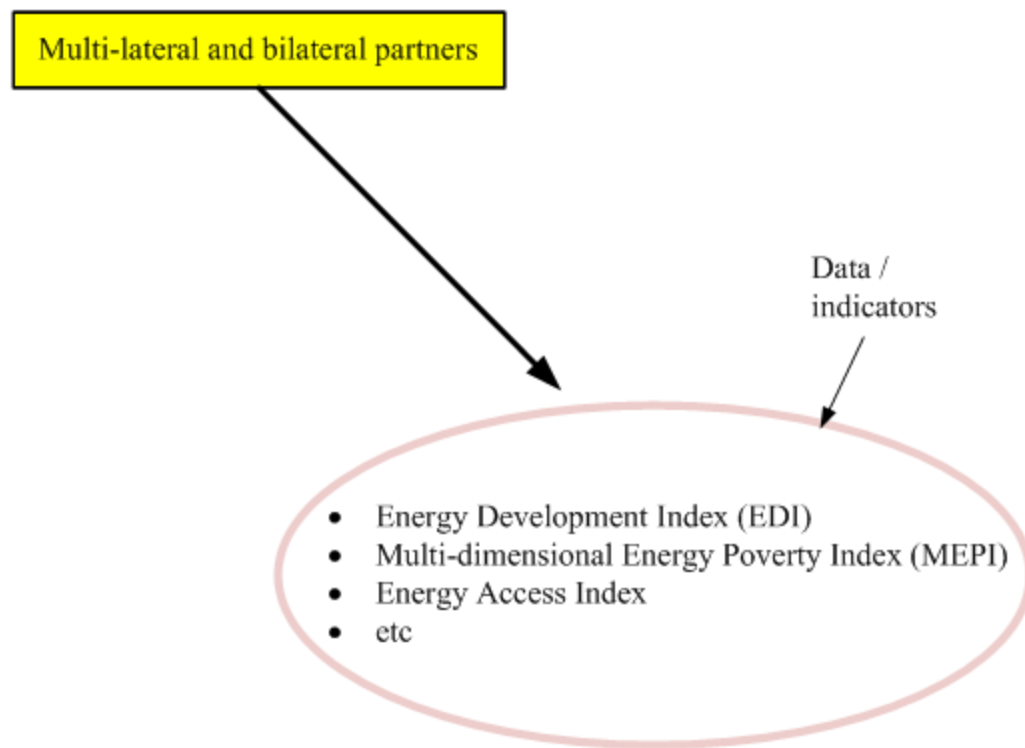 Multi-lateral and bilateral partners
Data /
indicators
• Energy Development Index (EDI)
• Multi-dimensional Energy Poverty Index (MEPI)
• Energy Access Index
• etc